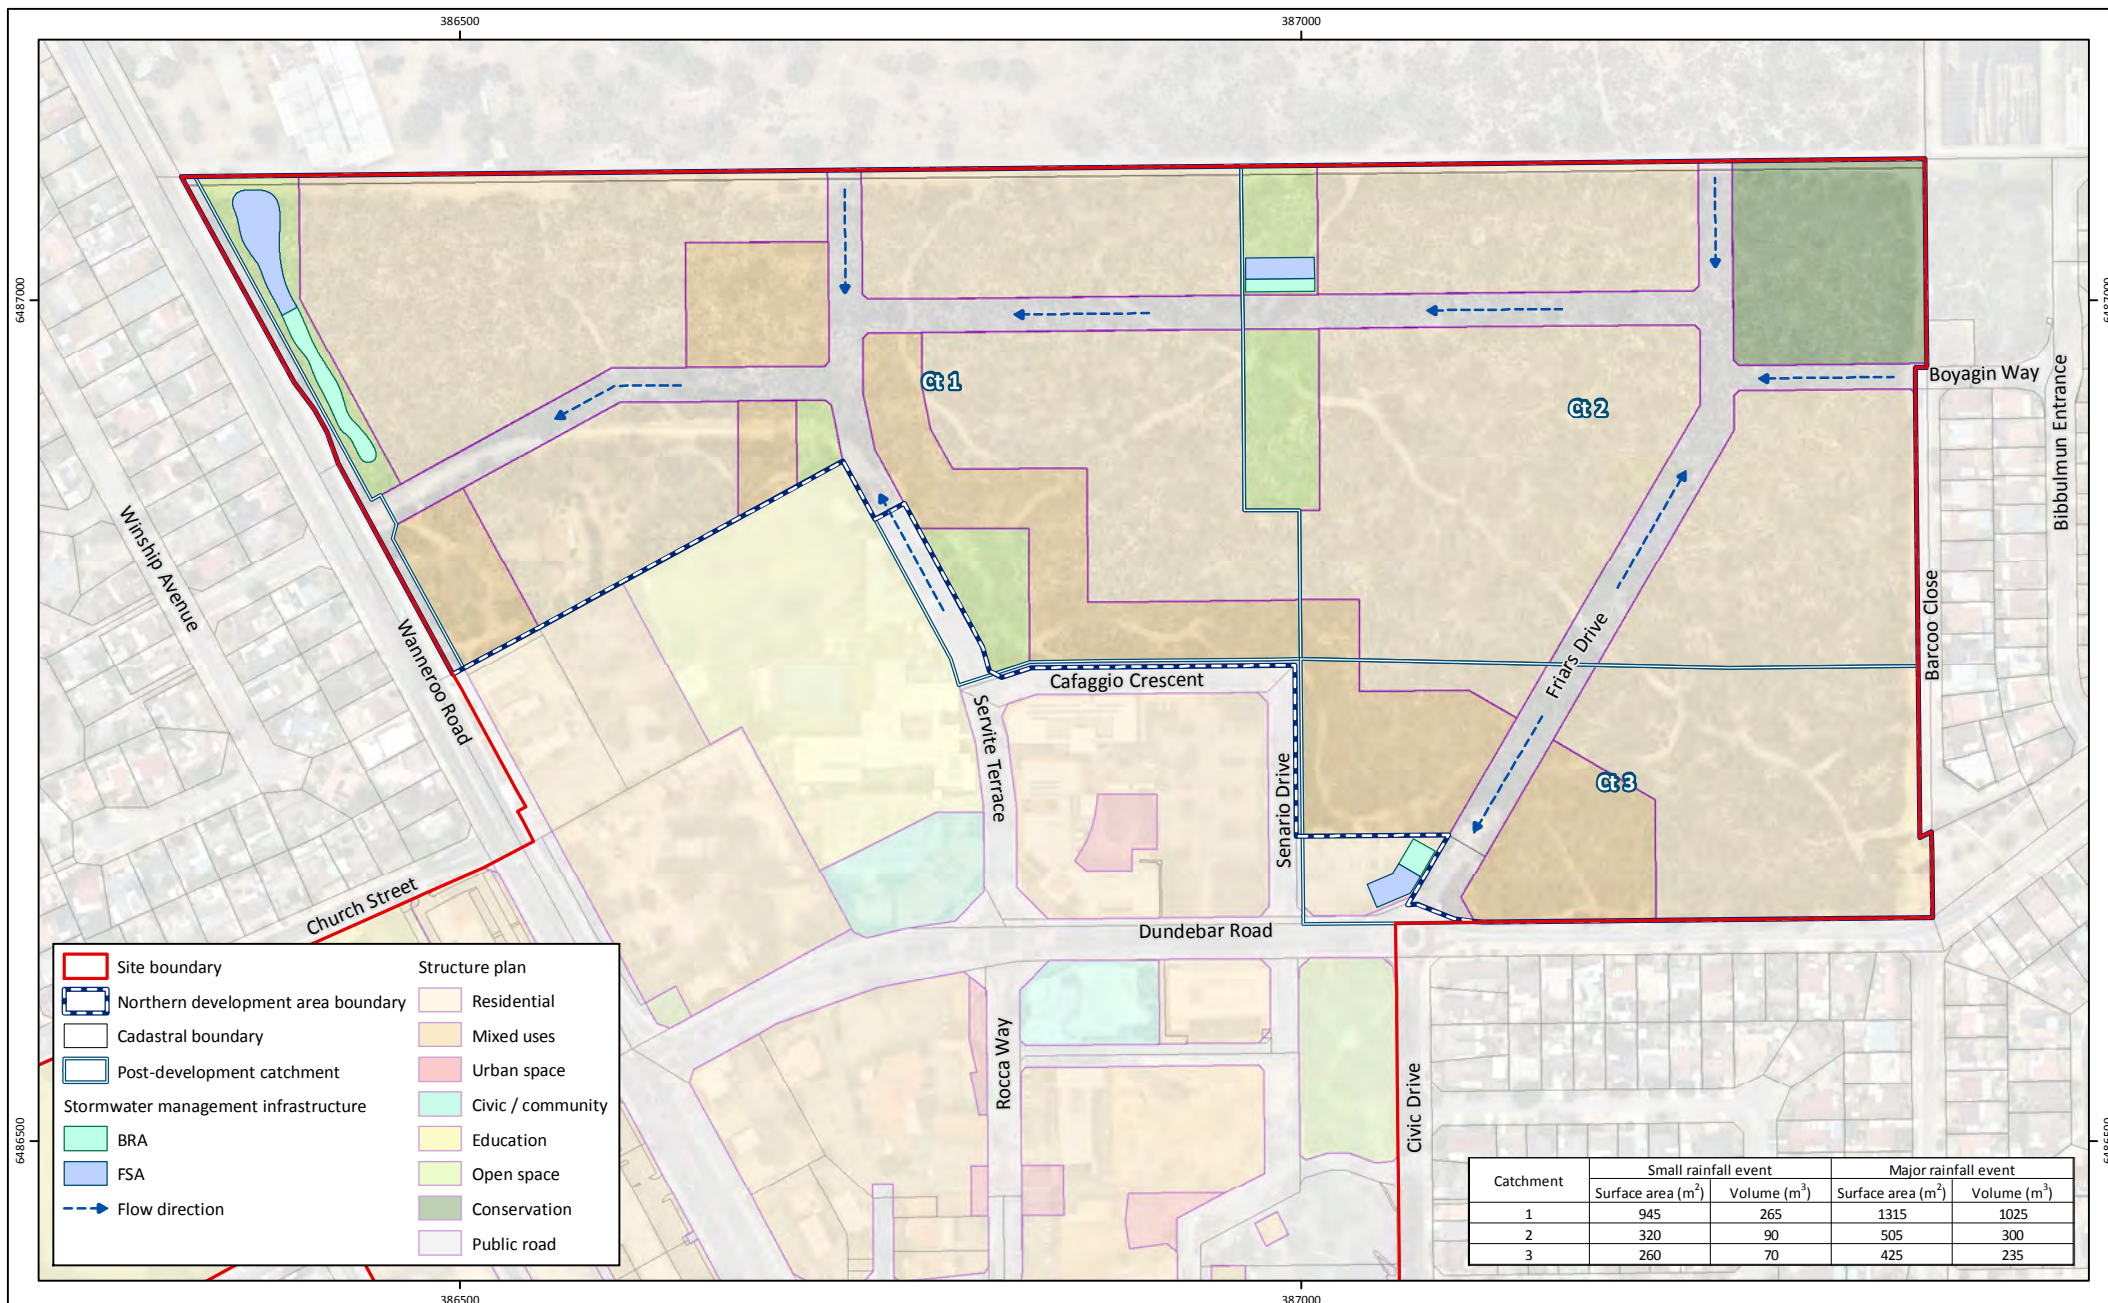 386500 387000
6487000 6487000
Ct 1
Ct 2
Ct 3
Boyagin Way
Bibbulmun Entrance
Barcoo Close
Winship Avenue
Wanneroo Road
Friars Drive
Cafaggio Crescent
Servite Terrace
Senario Drive
Church Street
Dundebar Road
Rocca Way
Civic Drive
Site boundary
Northern development area boundary
Cadastral boundary
Post-development catchment
Stormwater management infrastructure
BRA
FSA
Flow direction
Structure plan
Residential
Mixed uses
Urban space
Civic / community
Education
Open space
Conservation
Public road
Catchment Small rainfall event Major rainfall event
Surface area (m²) Volume (m³) Surface area (m²) Volume (m³)
1 945 265 1315 1025
2 320 90 505 300
3 260 70 425 235
6486500 6486500
386500 387000